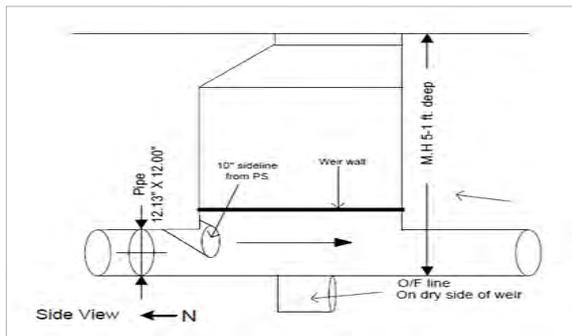 10" sideline
from PS
Weir wall
Pipe
12.13" X 12.00"
M.H 5-1 ft. deep
O/F line
On dry side of weir
Side View
N